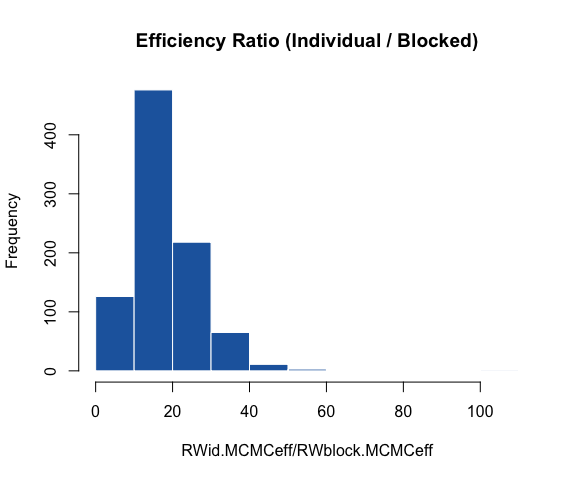 Efficiency Ratio (Individual / Blocked)
Frequency
400
300
200
100
0
0 20 40 60 80 100
RWid.MCMCeff/RWblock.MCMCeff